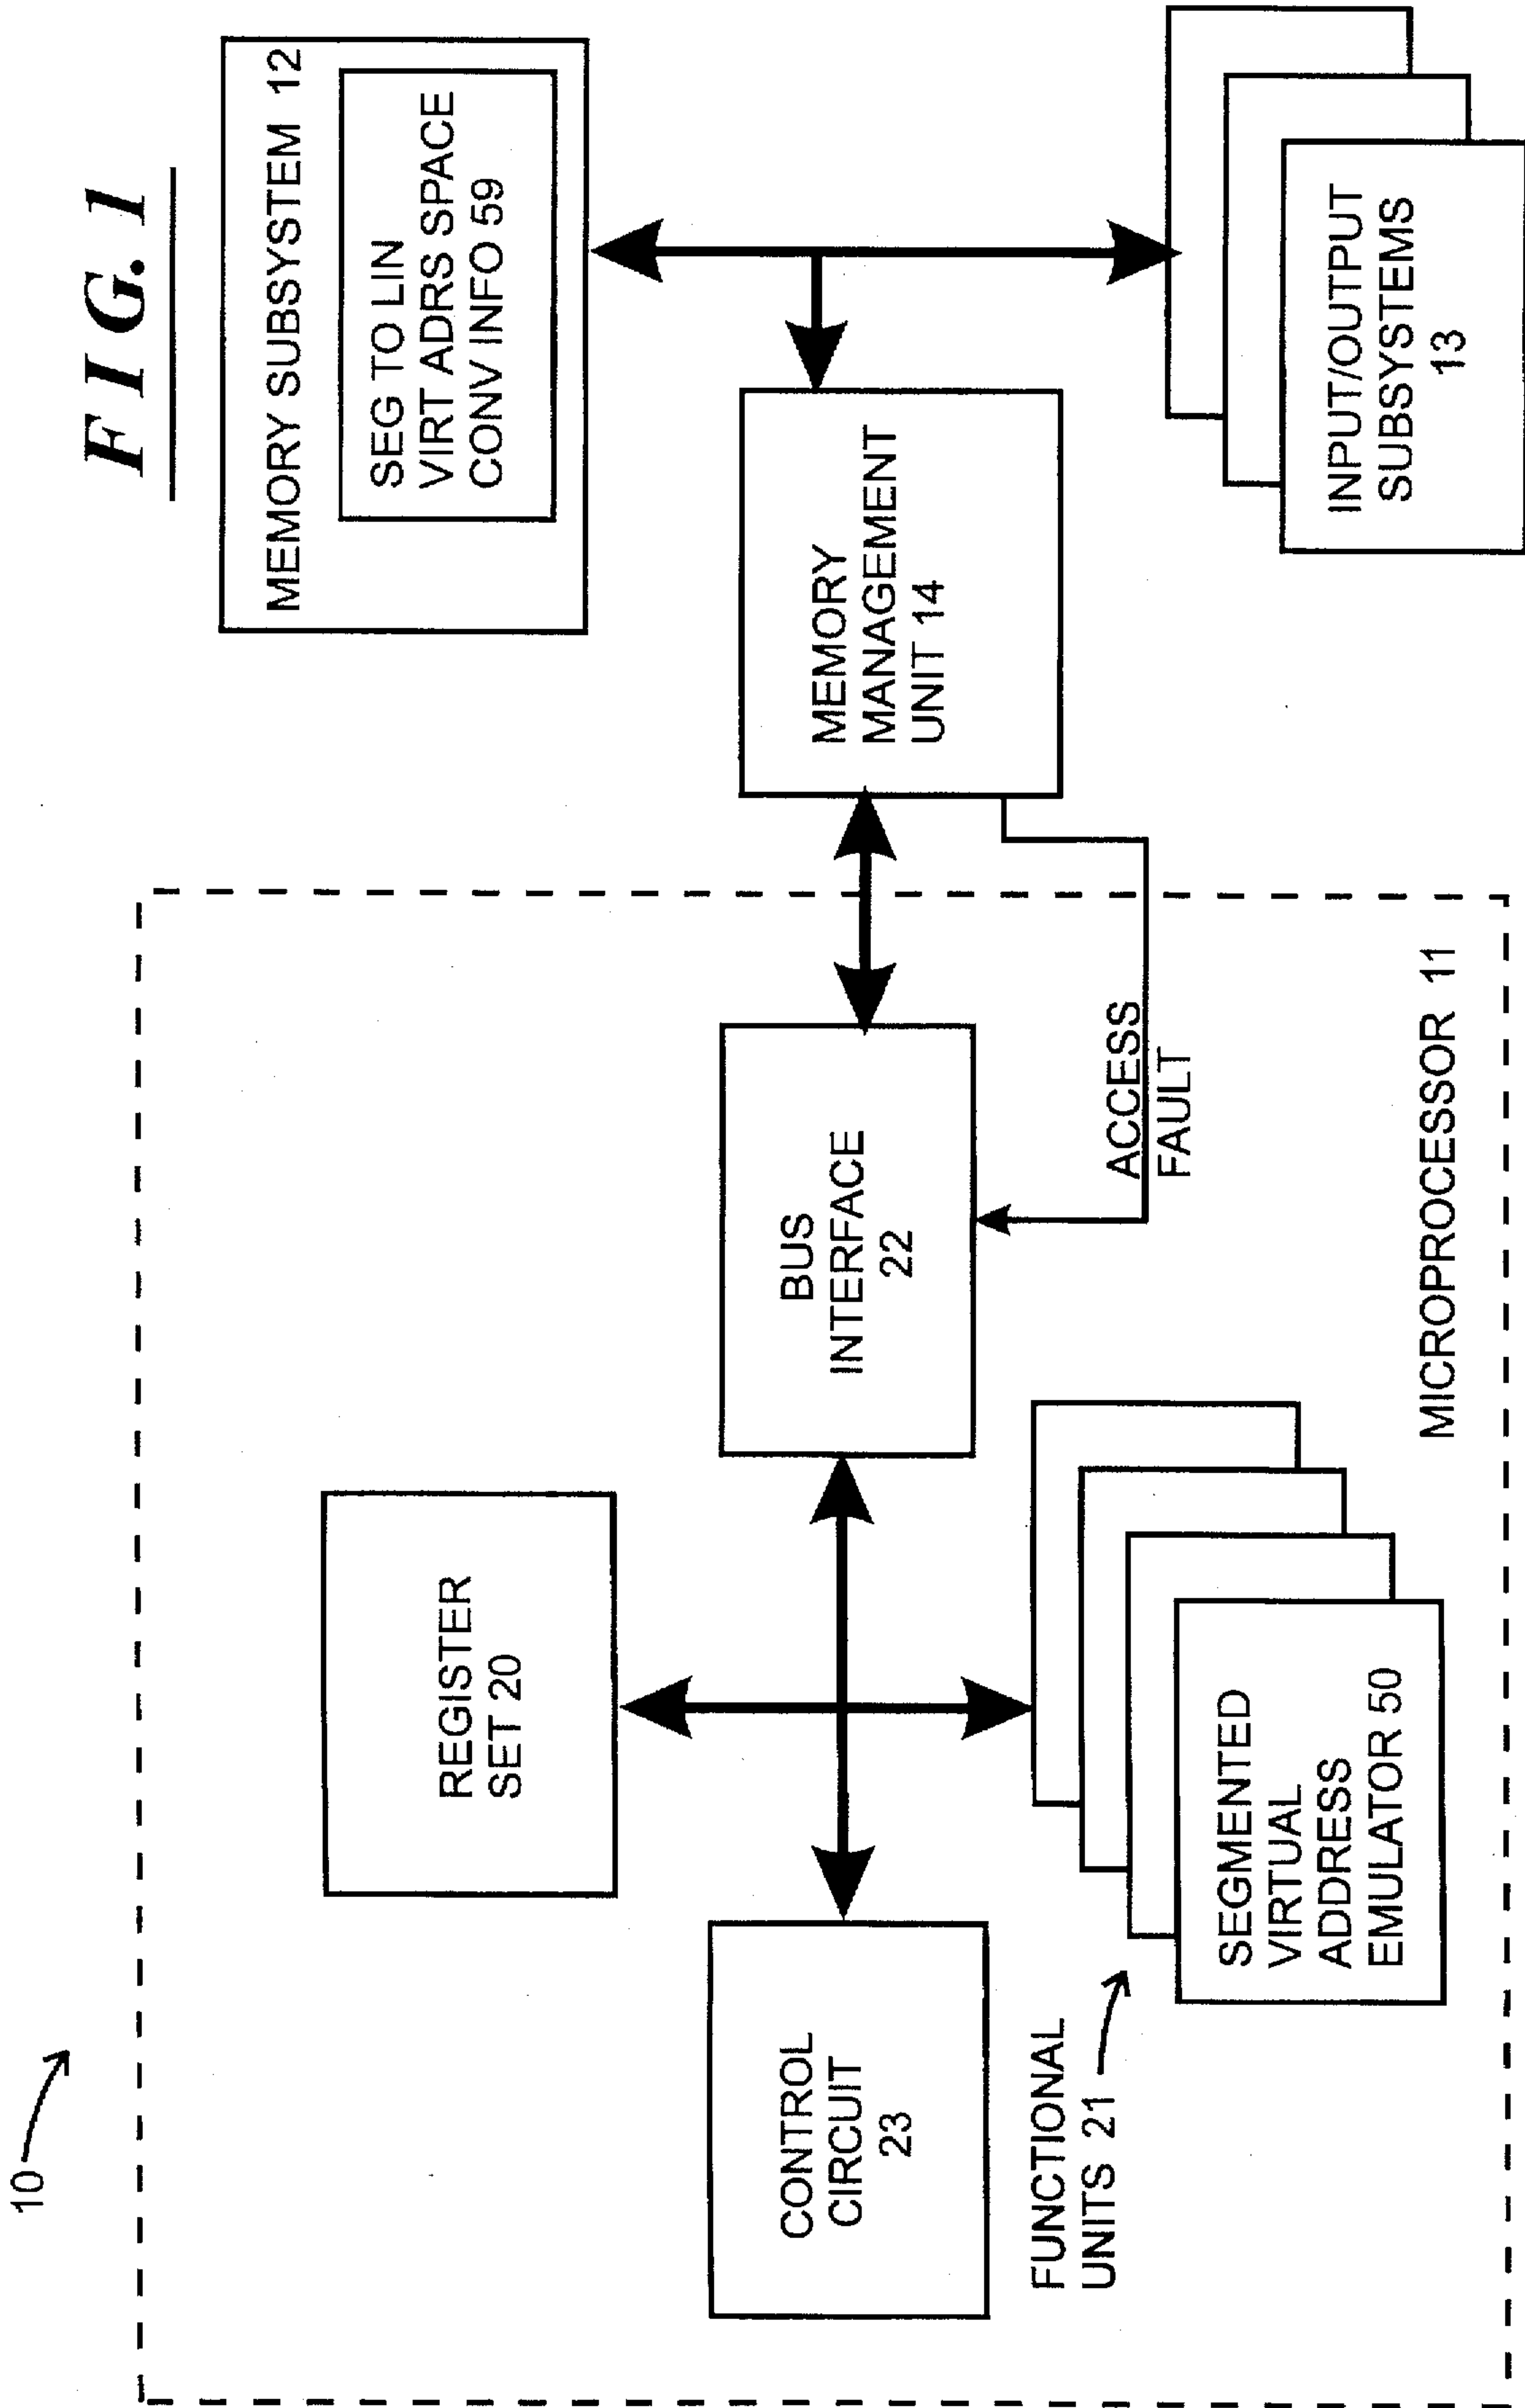 FIG. 1
10
MEMORY SUBSYSTEM 12
SEG TO LIN
VIRT ADRS SPACE
CONV INFO 59
REGISTER
SET 20
CONTROL
CIRCUIT
23
BUS
INTERFACE
22
MEMORY
MANAGEMENT
UNIT 14
ACCESS
FAULT
FUNCTIONAL
UNITS 21
SEGMENTED
VIRTUAL
ADDRESS
EMULATOR 50
MICROPROCESSOR 11
INPUT/OUTPUT
SUBSYSTEMS
13